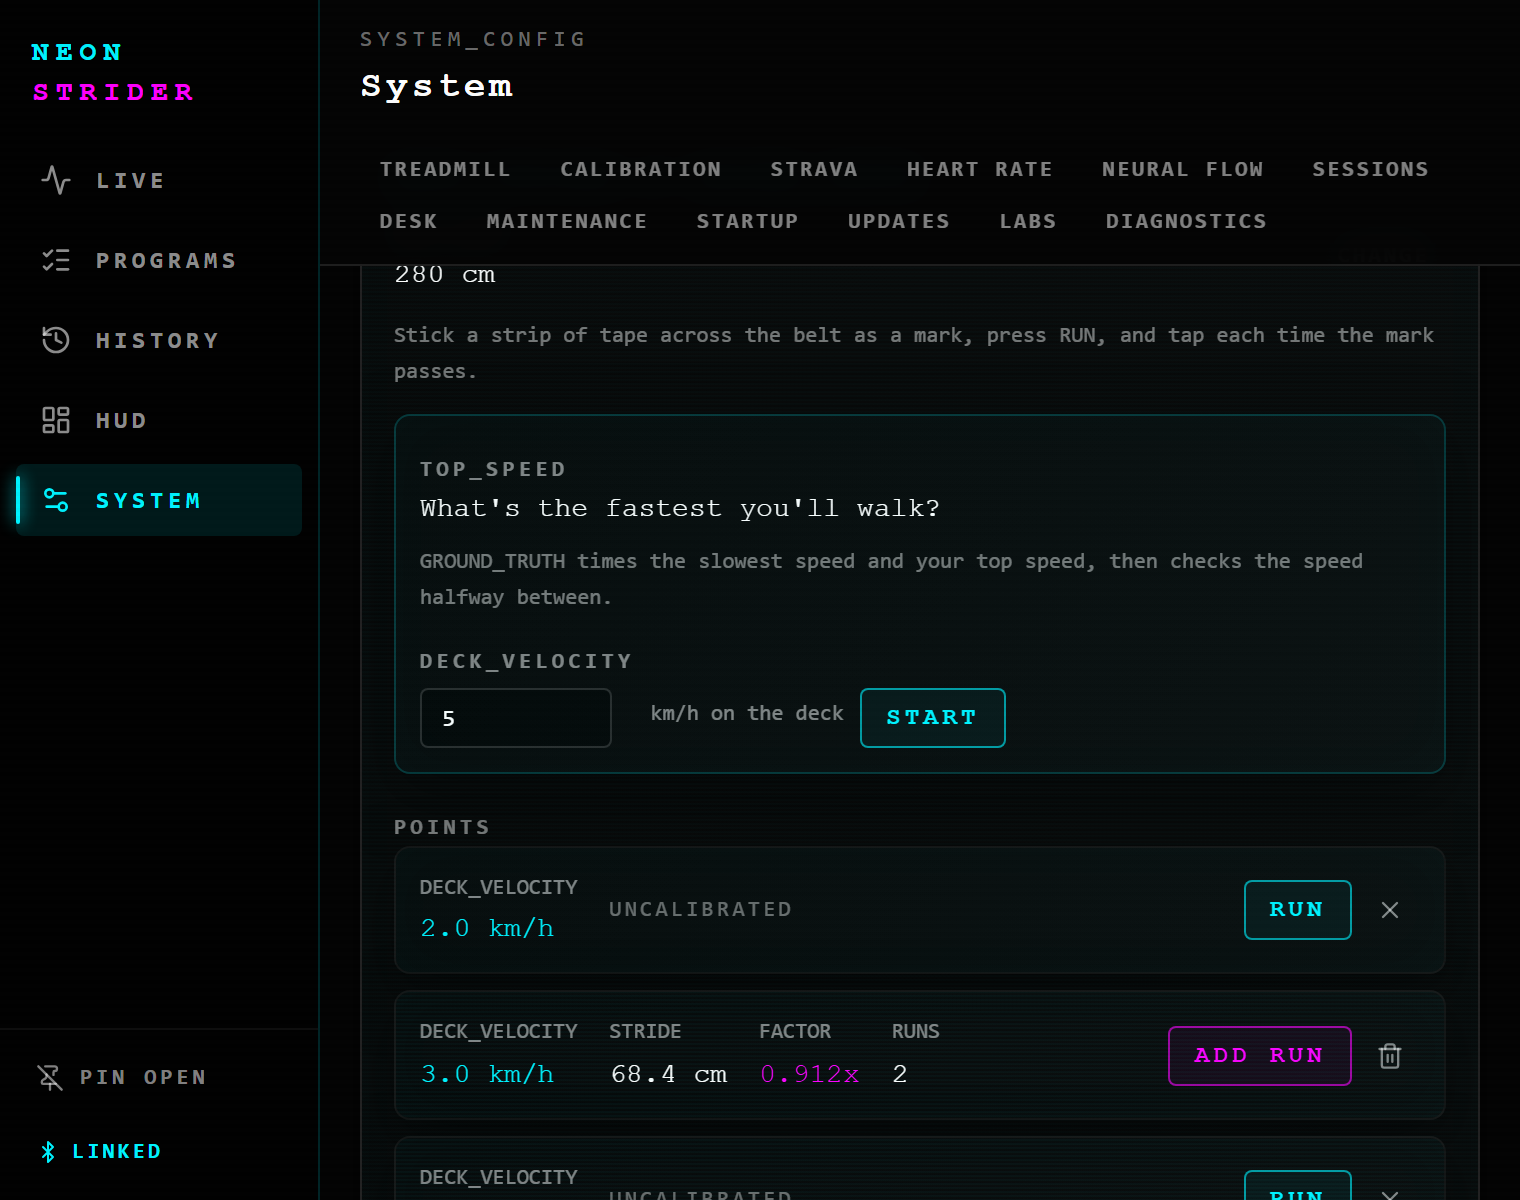 NEON
STRIDER
LIVE
PROGRAMS
HISTORY
HUD
SYSTEM
PIN OPEN
LINKED
SYSTEM_CONFIG
System
TREADMILL CALIBRATION STRAVA HEART RATE NEURAL FLOW SESSIONS
DESK MAINTENANCE STARTUP UPDATES LABS DIAGNOSTICS
280 cm
Stick a strip of tape across the belt as a mark, press RUN, and tap each time the mark
passes.
TOP_SPEED
What's the fastest you'll walk?
GROUND_TRUTH times the slowest speed and your top speed, then checks the speed
halfway between.
DECK_VELOCITY
5 km/h on the deck START
POINTS
DECK_VELOCITY
2.0 km/h
UNCALIBRATED
RUN
DECK_VELOCITY STRIDE FACTOR RUNS
3.0 km/h 68.4 cm 0.912x 2
ADD RUN
DECK_VELOCITY
UNCALIBRATED
RUN